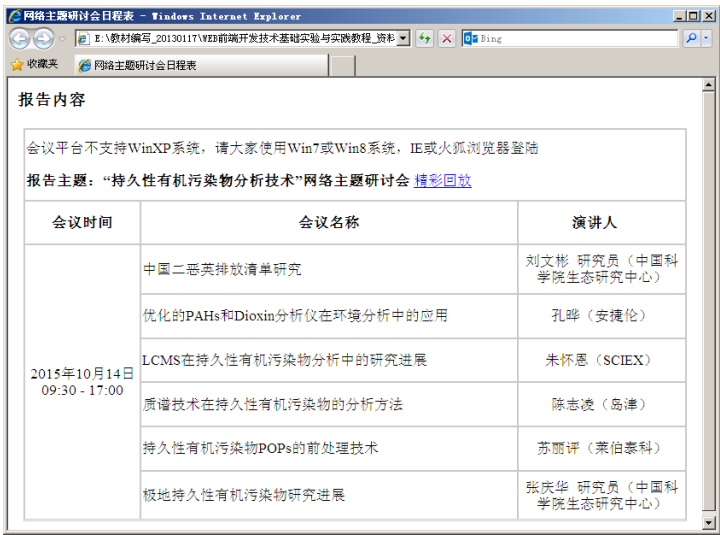 网络主题研讨会日程表 - Windows Internet Explorer
E:\教材编写_20130117\WEB前端开发技术基础实验与实践教程_资料
Bing
收藏夹
网络主题研讨会日程表
报告内容
会议平台不支持WinXP系统，请大家使用Win7或Win8系统，IE或火狐浏览器登陆
报告主题：“持久性有机污染物分析技术”网络主题研讨会 精彩回放
会议时间 会议名称 演讲人
2015年10月14日
09:30 - 17:00
中国二恶英排放清单研究
刘文彬 研究员（中国科
学院生态研究中心）
优化的PAHs和Dioxin分析仪在环境分析中的应用 孔晔（安捷伦）
LCMS在持久性有机污染物分析中的研究进展 朱怀恩（SCIEX）
质谱技术在持久性有机污染物的分析方法 陈志凌（岛津）
持久性有机污染物POPs的前处理技术 苏丽评（莱伯泰科）
极地持久性有机污染物研究进展
张庆华 研究员（中国科
学院生态研究中心）